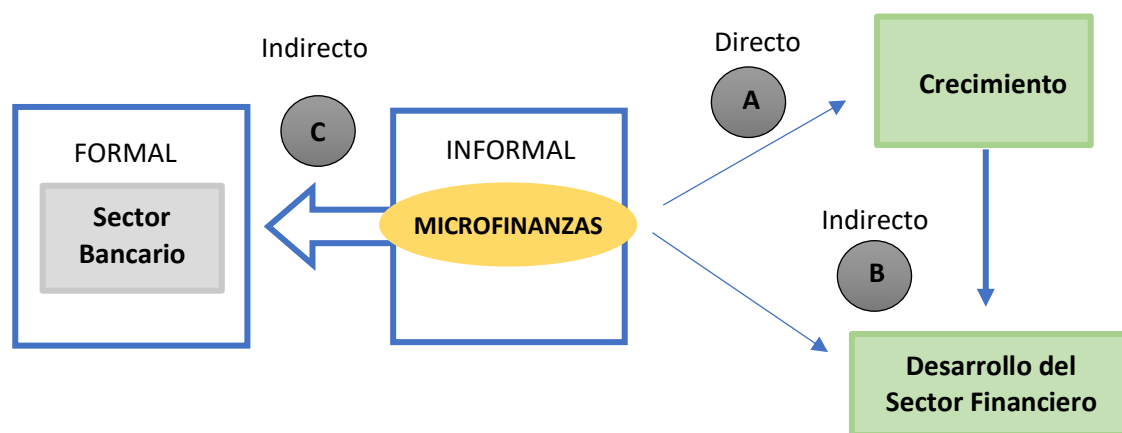 Indirecto
C
FORMAL
Sector
Bancario
INFORMAL
MICROFINANZAS
Directo
A
Crecimiento
Indirecto
B
Desarrollo del
Sector Financiero